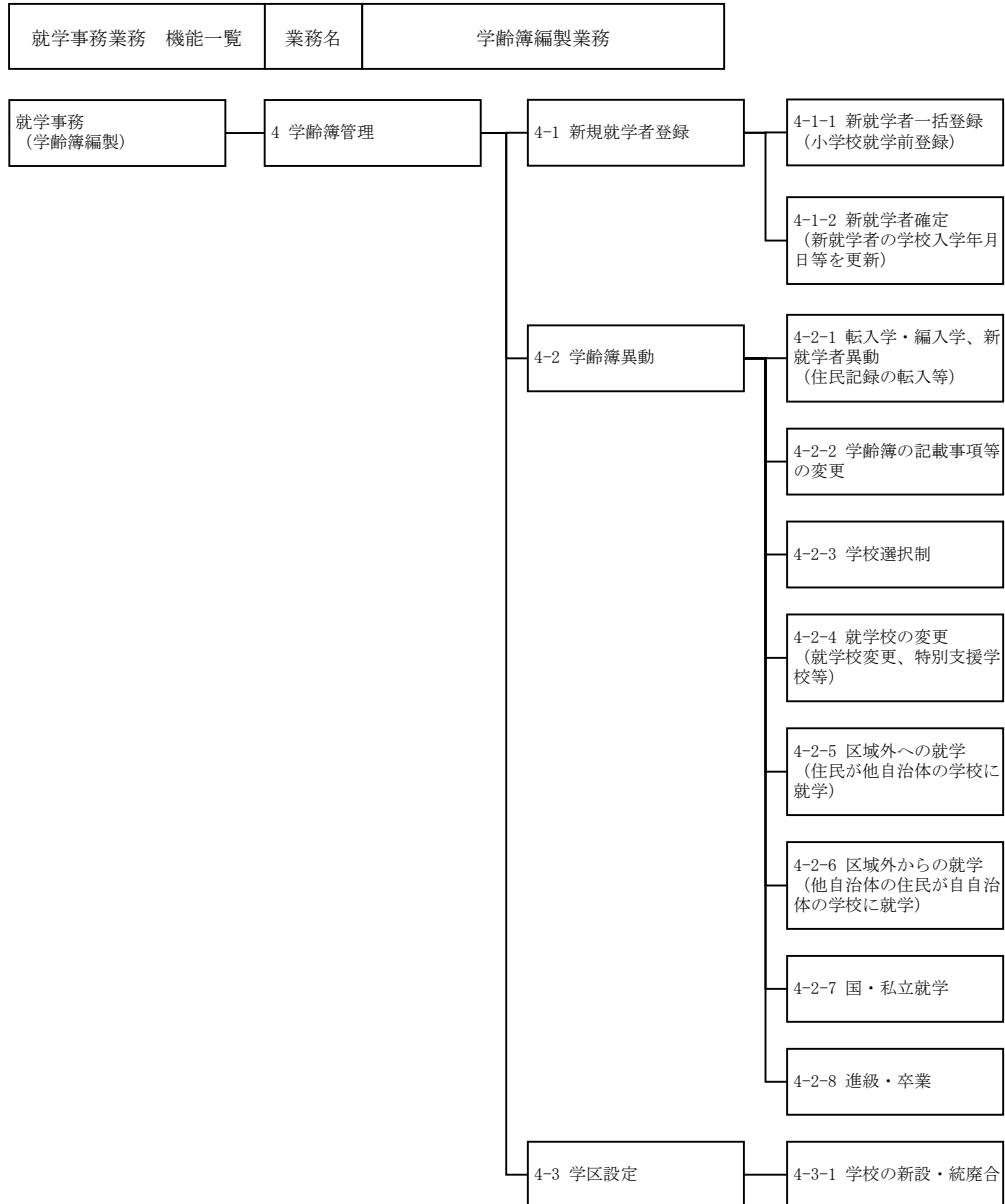 就学事務業務　機能一覧
業務名
学齢簿編製業務
就学事務
（学齢簿編製）
4 学齢簿管理
4-1 新規就学者登録
4-1-1 新就学者一括登録
（小学校就学前登録）
4-1-2 新就学者確定
（新就学者の学校入学年月
日等を更新）
4-2 学齢簿異動
4-2-1 転入学・編入学、新
就学者異動
（住民記録の転入等）
4-2-2 学齢簿の記載事項等
の変更
4-2-3 学校選択制
4-2-4 就学校の変更
（就学校変更、特別支援学
校等）
4-2-5 区域外への就学
（住民が他自治体の学校に
就学）
4-2-6 区域外からの就学
（他自治体の住民が自自治
体の学校に就学）
4-2-7 国・私立就学
4-2-8 進級・卒業
4-3 学区設定
4-3-1 学校の新設・統廃合